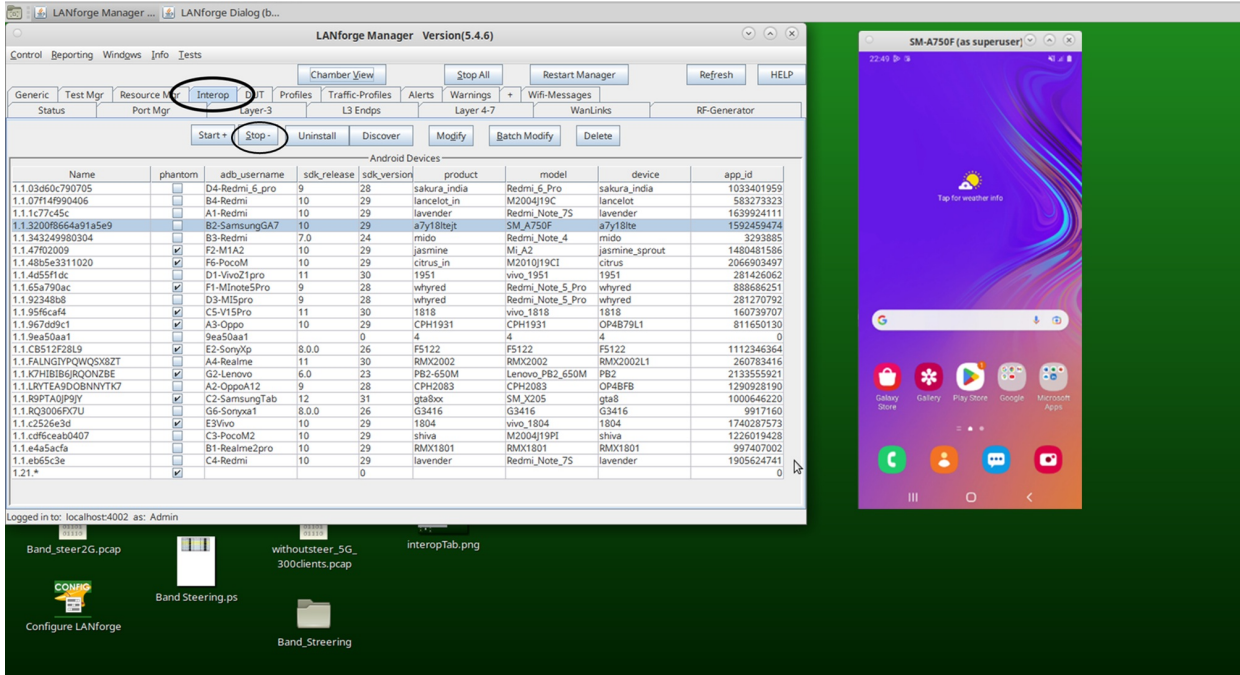 LANforge Manager ... LANforge Dialog (b...
LANforge Manager Version(5.4.6)
Control Reporting Windows Info Tests
Chamber View Stop All Restart Manager Refresh HELP
Generic Test Mgr Resource Mgr Interop DUT Profiles Traffic-Profiles Alerts Warnings + Wifi-Messages
Status Port Mgr Layer-3 L3 Endps Layer 4-7 WanLinks RF-Generator
Start + Stop - Uninstall Discover Modify Batch Modify Delete
Android Devices
Name phantom adb_username sdk_release sdk_version product model device app_id
1.1.03d60c790705 D4-Redmi_6_pro 9 28 sakura_india Redmi_6_Pro sakura_india 1033401959
1.1.07f14f990406 B4-Redmi 10 29 lancelot_in M2004J19C lancelot 583273323
1.1.1c77c45c A1-Redmi 10 29 lavender Redmi_Note_7S lavender 1639924111
1.1.3200f8664a91a5e9 B2-SamsungGA7 10 29 a7y18ltejt SM_A750F a7y18lte 1592459474
1.1.343249980304 B3-Redmi 7.0 24 mido Redmi_Note_4 mido 3293885
1.1.47f02009 F2-M1A2 10 29 jasmine Mi_A2 jasmine_sprout 1480481586
1.1.48b5e3311020 F6-PocoM 10 29 citrus_in M2010J19CI citrus 2066903497
1.1.4d55f1dc D1-VivoZ1pro 11 30 1951 vivo_1951 1951 281426062
1.1.65a790ac F1-MInote5Pro 9 28 whyred Redmi_Note_5_Pro whyred 888686251
1.1.92348b8 D3-MI5pro 9 28 whyred Redmi_Note_5_Pro whyred 281270792
1.1.95f6caf4 C5-V15Pro 11 30 1818 vivo_1818 1818 160739707
1.1.967dd9c1 A3-Oppo 10 29 CPH1931 CPH1931 OP4B79L1 811650130
1.1.9ea50aa1 9ea50aa1 0 4 4 4 0
1.1.CB512F28L9 E2-SonyXp 8.0.0 26 F5122 F5122 F5122 1112346364
1.1.FALNGIYPQWQSX8ZT A4-Realme 11 30 RMX2002 RMX2002 RMX2002L1 260783416
1.1.K7HIBIB6JRQONZBE G2-Lenovo 6.0 23 PB2-650M Lenovo_PB2_650M PB2 2133555921
1.1.LRYTEA9DOBNNYTK7 A2-OppoA12 9 28 CPH2083 CPH2083 OP4BFB 1290928190
1.1.R9PTA0JP9JY C2-SamsungTab 12 31 gta8xx SM_X205 gta8 1000646220
1.1.RQ3006FX7U G6-Sonyxa1 8.0.0 26 G3416 G3416 G3416 9917160
1.1.c2526e3d E3Vivo 10 29 1804 vivo_1804 1804 1740287573
1.1.cdf6ceab0407 C3-PocoM2 10 29 shiva M2004J19PI shiva 1226019428
1.1.e4a5acfa B1-Realme2pro 10 29 RMX1801 RMX1801 RMX1801 997407002
1.1.eb65c3e C4-Redmi 10 29 lavender Redmi_Note_7S lavender 1905624741
1.21.* 0 0
Logged in to: localhost:4002 as: Admin
Band_steer2G.pcap
withoutsteer_5G_
300clients.pcap
interopTab.png
Band Steering.ps
CONFIG
Configure LANforge
Band_Streering
SM-A750F (as superuser)
22:49
Tap for weather info
Galaxy Store Gallery Play Store Google Microsoft Apps